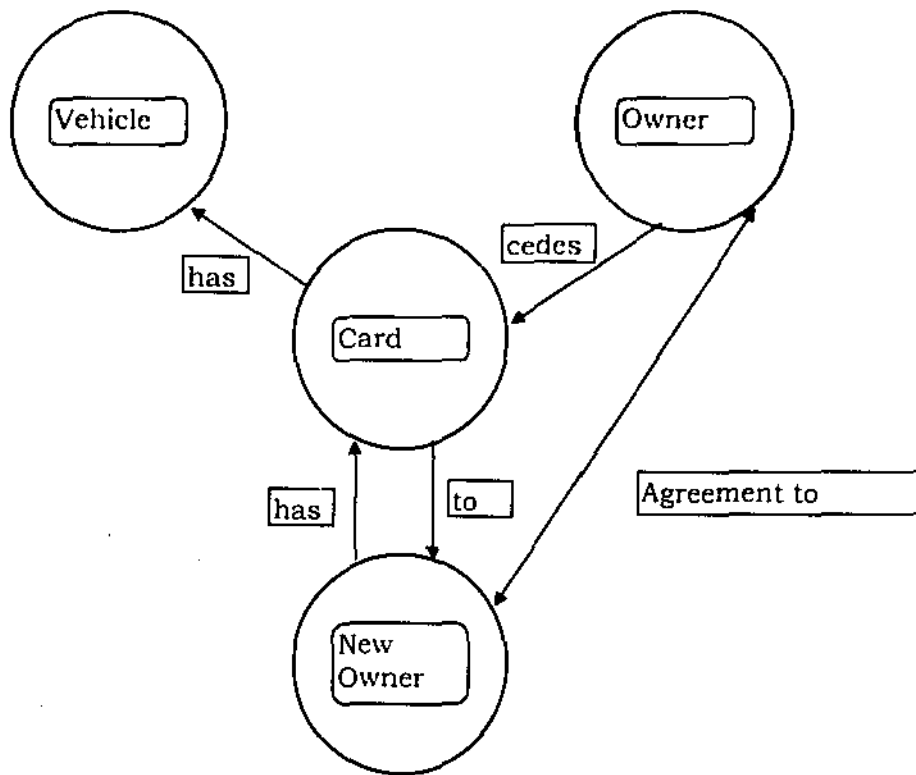 Vehicle
Owner
cedes
has
Card
has
to
Agreement to
New
Owner